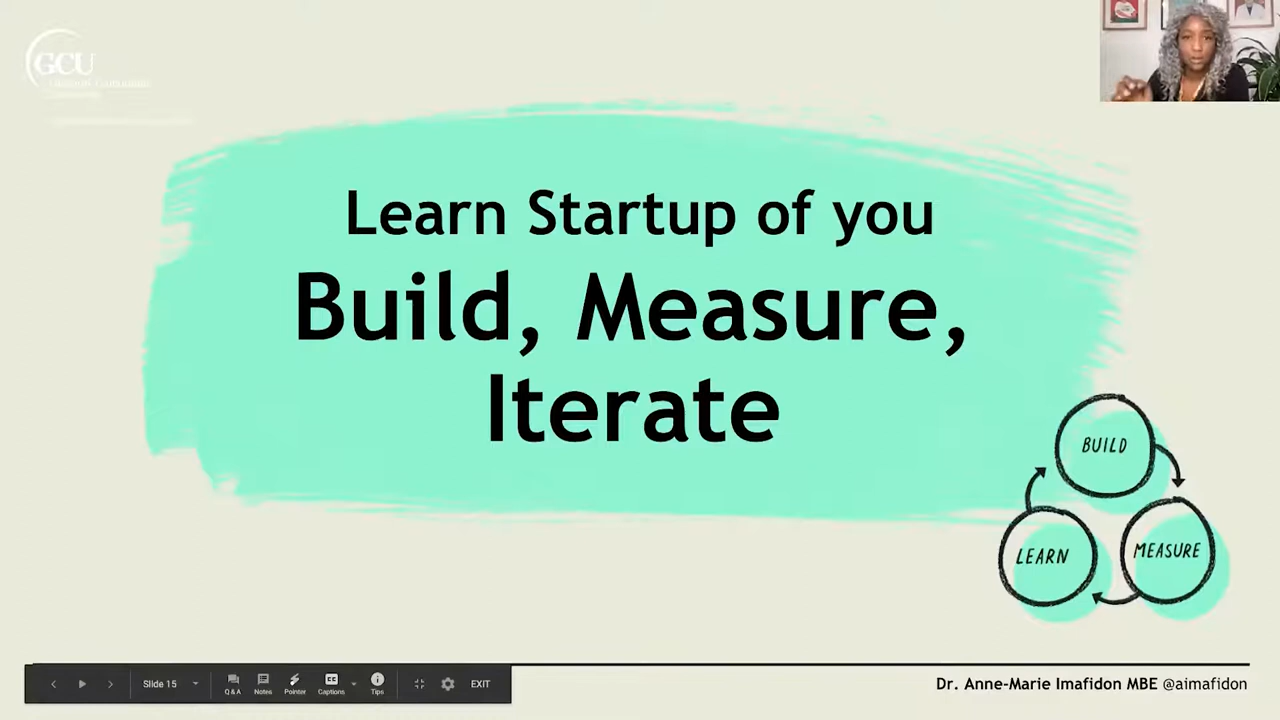 GCU
Learn Startup of you
Build, Measure,
Iterate
BUILD
LEARN
MEASURE
Slide 15
Q & A
Notes
Pointer
Captions
Tips
EXIT
Dr. Anne-Marie Imafidon MBE @aimafidon